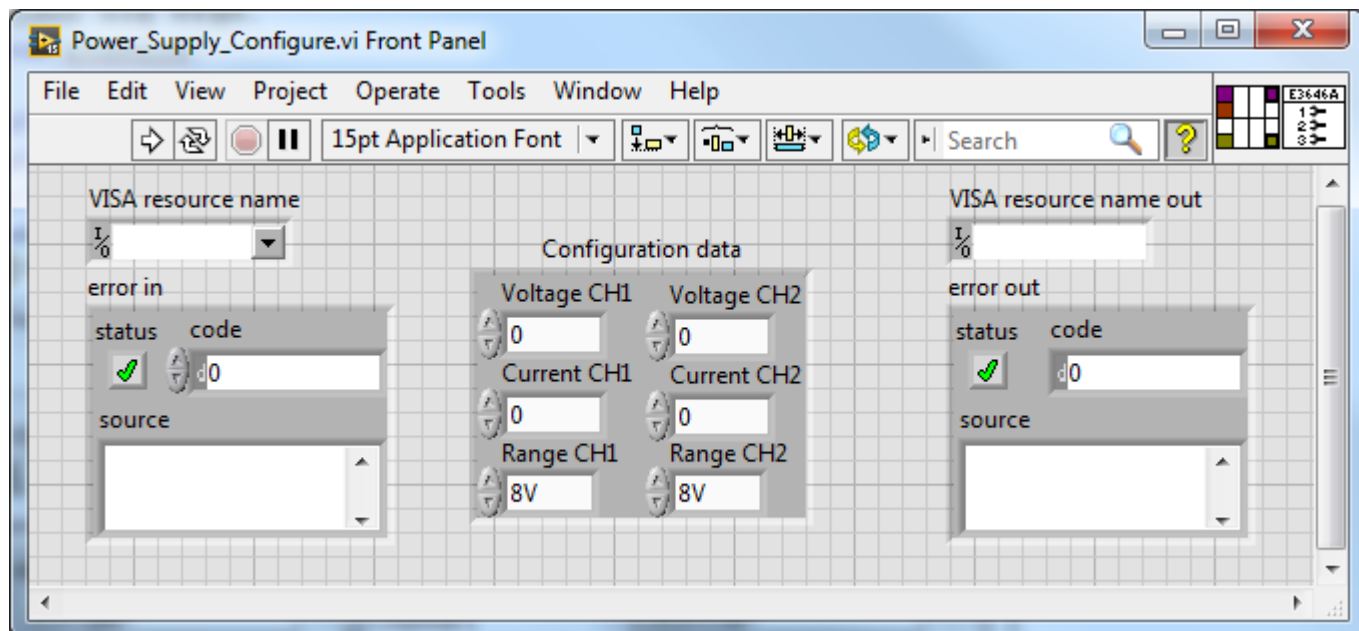 Power_Supply_Configure.vi Front Panel
File Edit View Project Operate Tools Window Help
15pt Application Font
Search
?
E3646A
1
2
3
15
VISA resource name
I/O
error in
status code
d 0
source
Configuration data
Voltage CH1 Voltage CH2
0 0
Current CH1 Current CH2
0 0
Range CH1 Range CH2
8V 8V
VISA resource name out
I/O
error out
status code
d 0
source